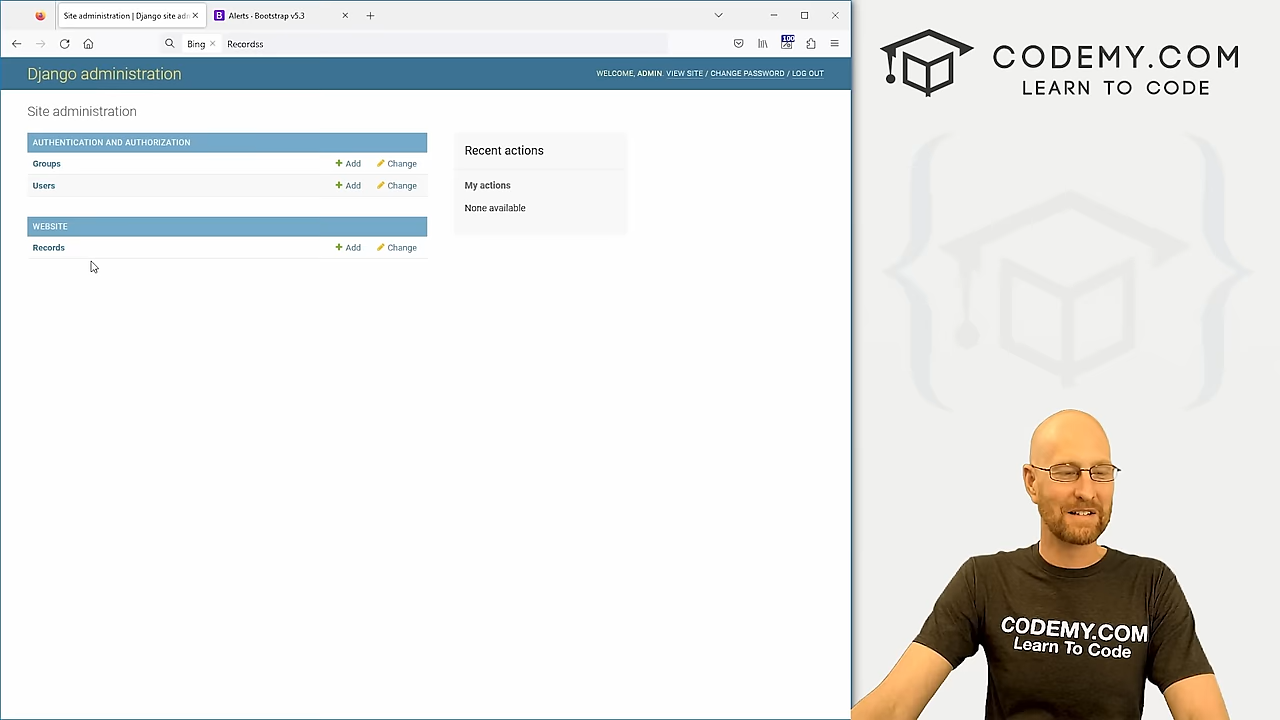 Site administration | Django site adm
Alerts · Bootstrap v5.3
Bing
Recordss
100
Django administration
WELCOME, ADMIN. VIEW SITE / CHANGE PASSWORD / LOG OUT
Site administration
AUTHENTICATION AND AUTHORIZATION
Groups Add Change
Users Add Change
WEBSITE
Records Add Change
Recent actions
My actions
None available
CODEMY.COM
LEARN TO CODE
CODEMY.COM
Learn To Code